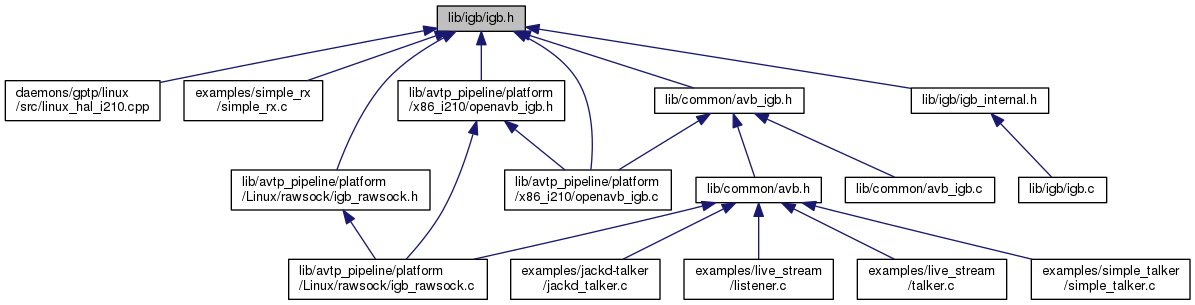 lib/igb/igb.h
daemons/gptp/linux
/src/linux_hal_i210.cpp
examples/simple_rx
/simple_rx.c
lib/avtp_pipeline/platform
/x86_i210/openavb_igb.h
lib/common/avb_igb.h
lib/igb/igb_internal.h
lib/avtp_pipeline/platform
/Linux/rawsock/igb_rawsock.h
lib/avtp_pipeline/platform
/x86_i210/openavb_igb.c
lib/common/avb.h
lib/common/avb_igb.c
lib/igb/igb.c
lib/avtp_pipeline/platform
/Linux/rawsock/igb_rawsock.c
examples/jackd-talker
/jackd_talker.c
examples/live_stream
/listener.c
examples/live_stream
/talker.c
examples/simple_talker
/simple_talker.c